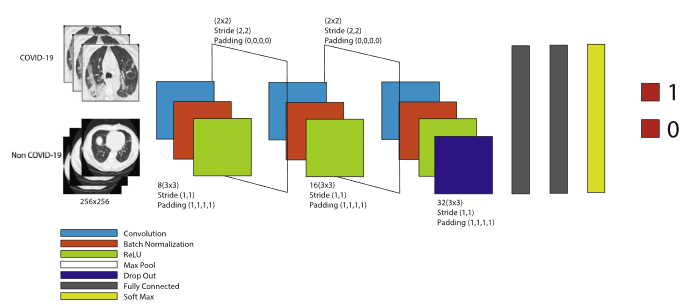 (2x2)
Stride (2,2)
Padding (0,0,0,0)
(2x2)
Stride (2,2)
Padding (0,0,0,0)
COVID-19
Non COVID-19
256x256
8(3x3)
Stride (1,1)
Padding (1,1,1,1)
16(3x3)
Stride (1,1)
Padding (1,1,1,1)
32(3x3)
Stride (1,1)
Padding (1,1,1,1)
1
0
Convolution
Batch Normalization
ReLU
Max Pool
Drop Out
Fully Connected
Soft Max